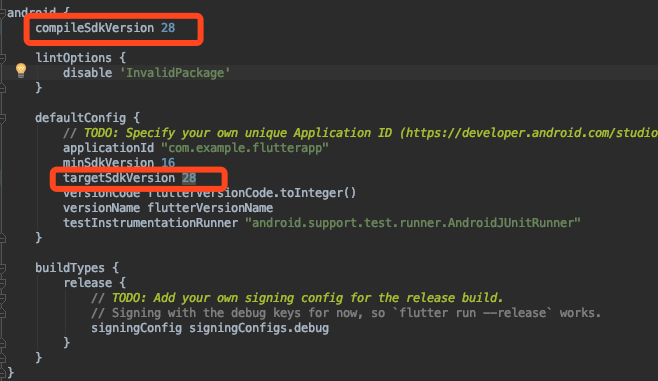 android {
compileSdkVersion 28
lintOptions {
disable 'InvalidPackage'
}
defaultConfig {
// TODO: Specify your own unique Application ID (https://developer.android.com/studio
applicationId "com.example.flutterapp"
minSdkVersion 16
targetSdkVersion 28
versionCode flutterVersionCode.toInteger()
versionName flutterVersionName
testInstrumentationRunner "android.support.test.runner.AndroidJUnitRunner"
}
buildTypes {
release {
// TODO: Add your own signing config for the release build.
// Signing with the debug keys for now, so `flutter run --release` works.
signingConfig signingConfigs.debug
}
}
}